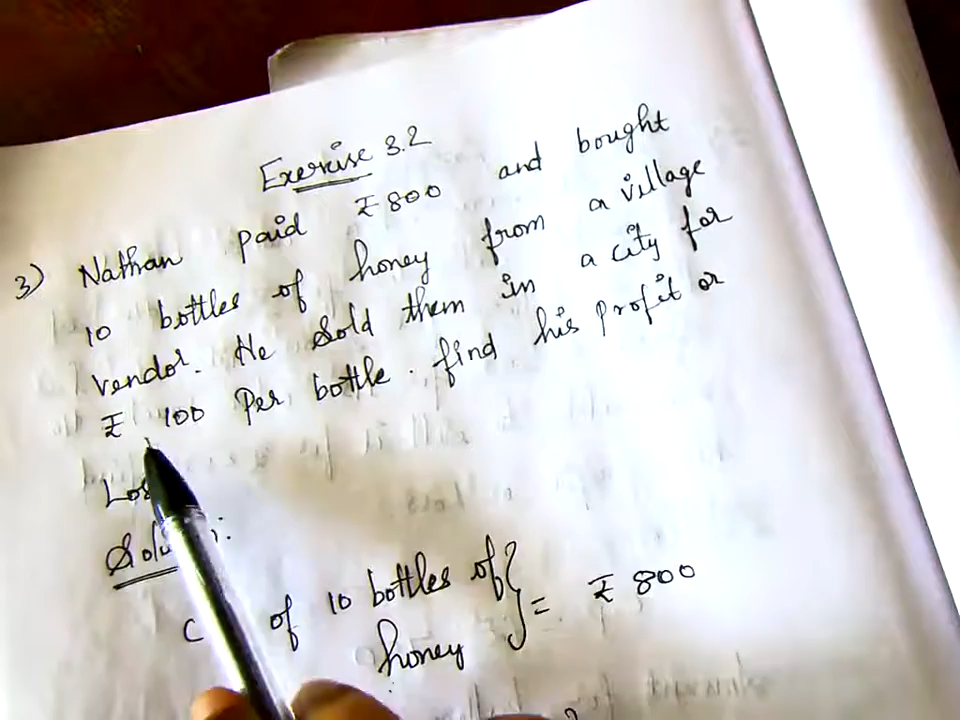 Exercise 3.2
3) Nathan paid ₹800 and bought
10 bottles of honey from a village
vendor. He Sold them in a city for
₹ 100 Per bottle. find his profit or
Solu
C of 10 bottles of } = ₹ 800
honey